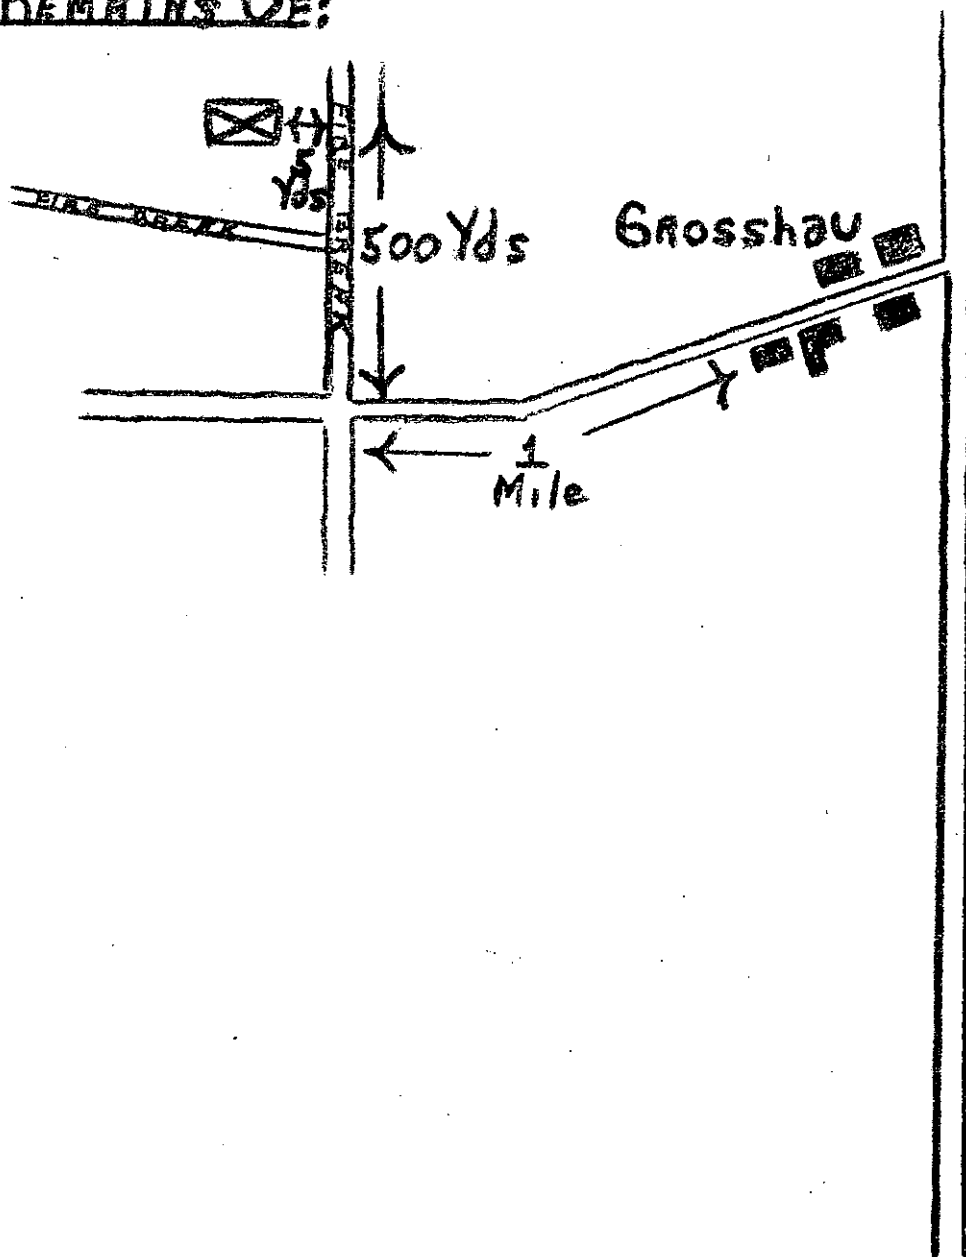 REMAINS OF:
5
Yds
FIRE BREAK
FIRE BREAK
500 Yds
Grosshau
1
Mile